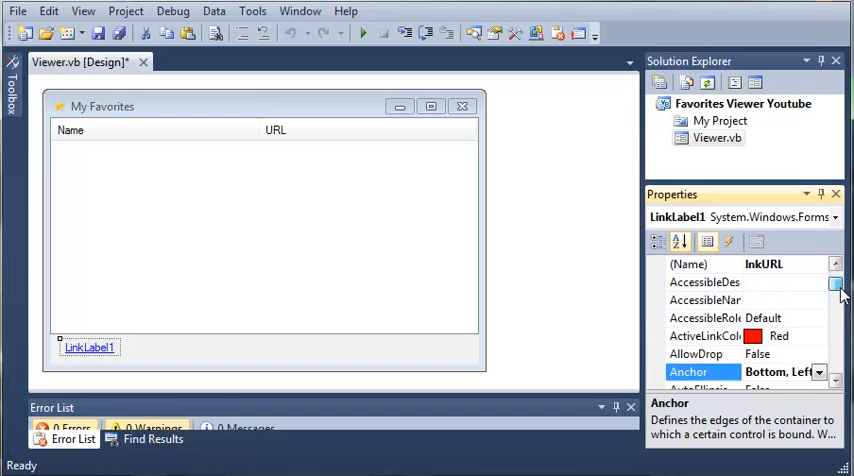 File Edit View Project Debug Data Tools Window Help
Viewer.vb [Design]*
Toolbox
My Favorites
Name URL
LinkLabel1
Error List
0 Errors 0 Warnings 0 Messages
Error List Find Results
Ready
Solution Explorer
Favorites Viewer Youtube
My Project
Viewer.vb
Properties
LinkLabel1 System.Windows.Forms
(Name) lnkURL
AccessibleDes
AccessibleNar
AccessibleRole Default
ActiveLinkColo Red
AllowDrop False
Anchor Bottom, Left
AutoEllipsis False
Anchor
Defines the edges of the container to
which a certain control is bound. W...